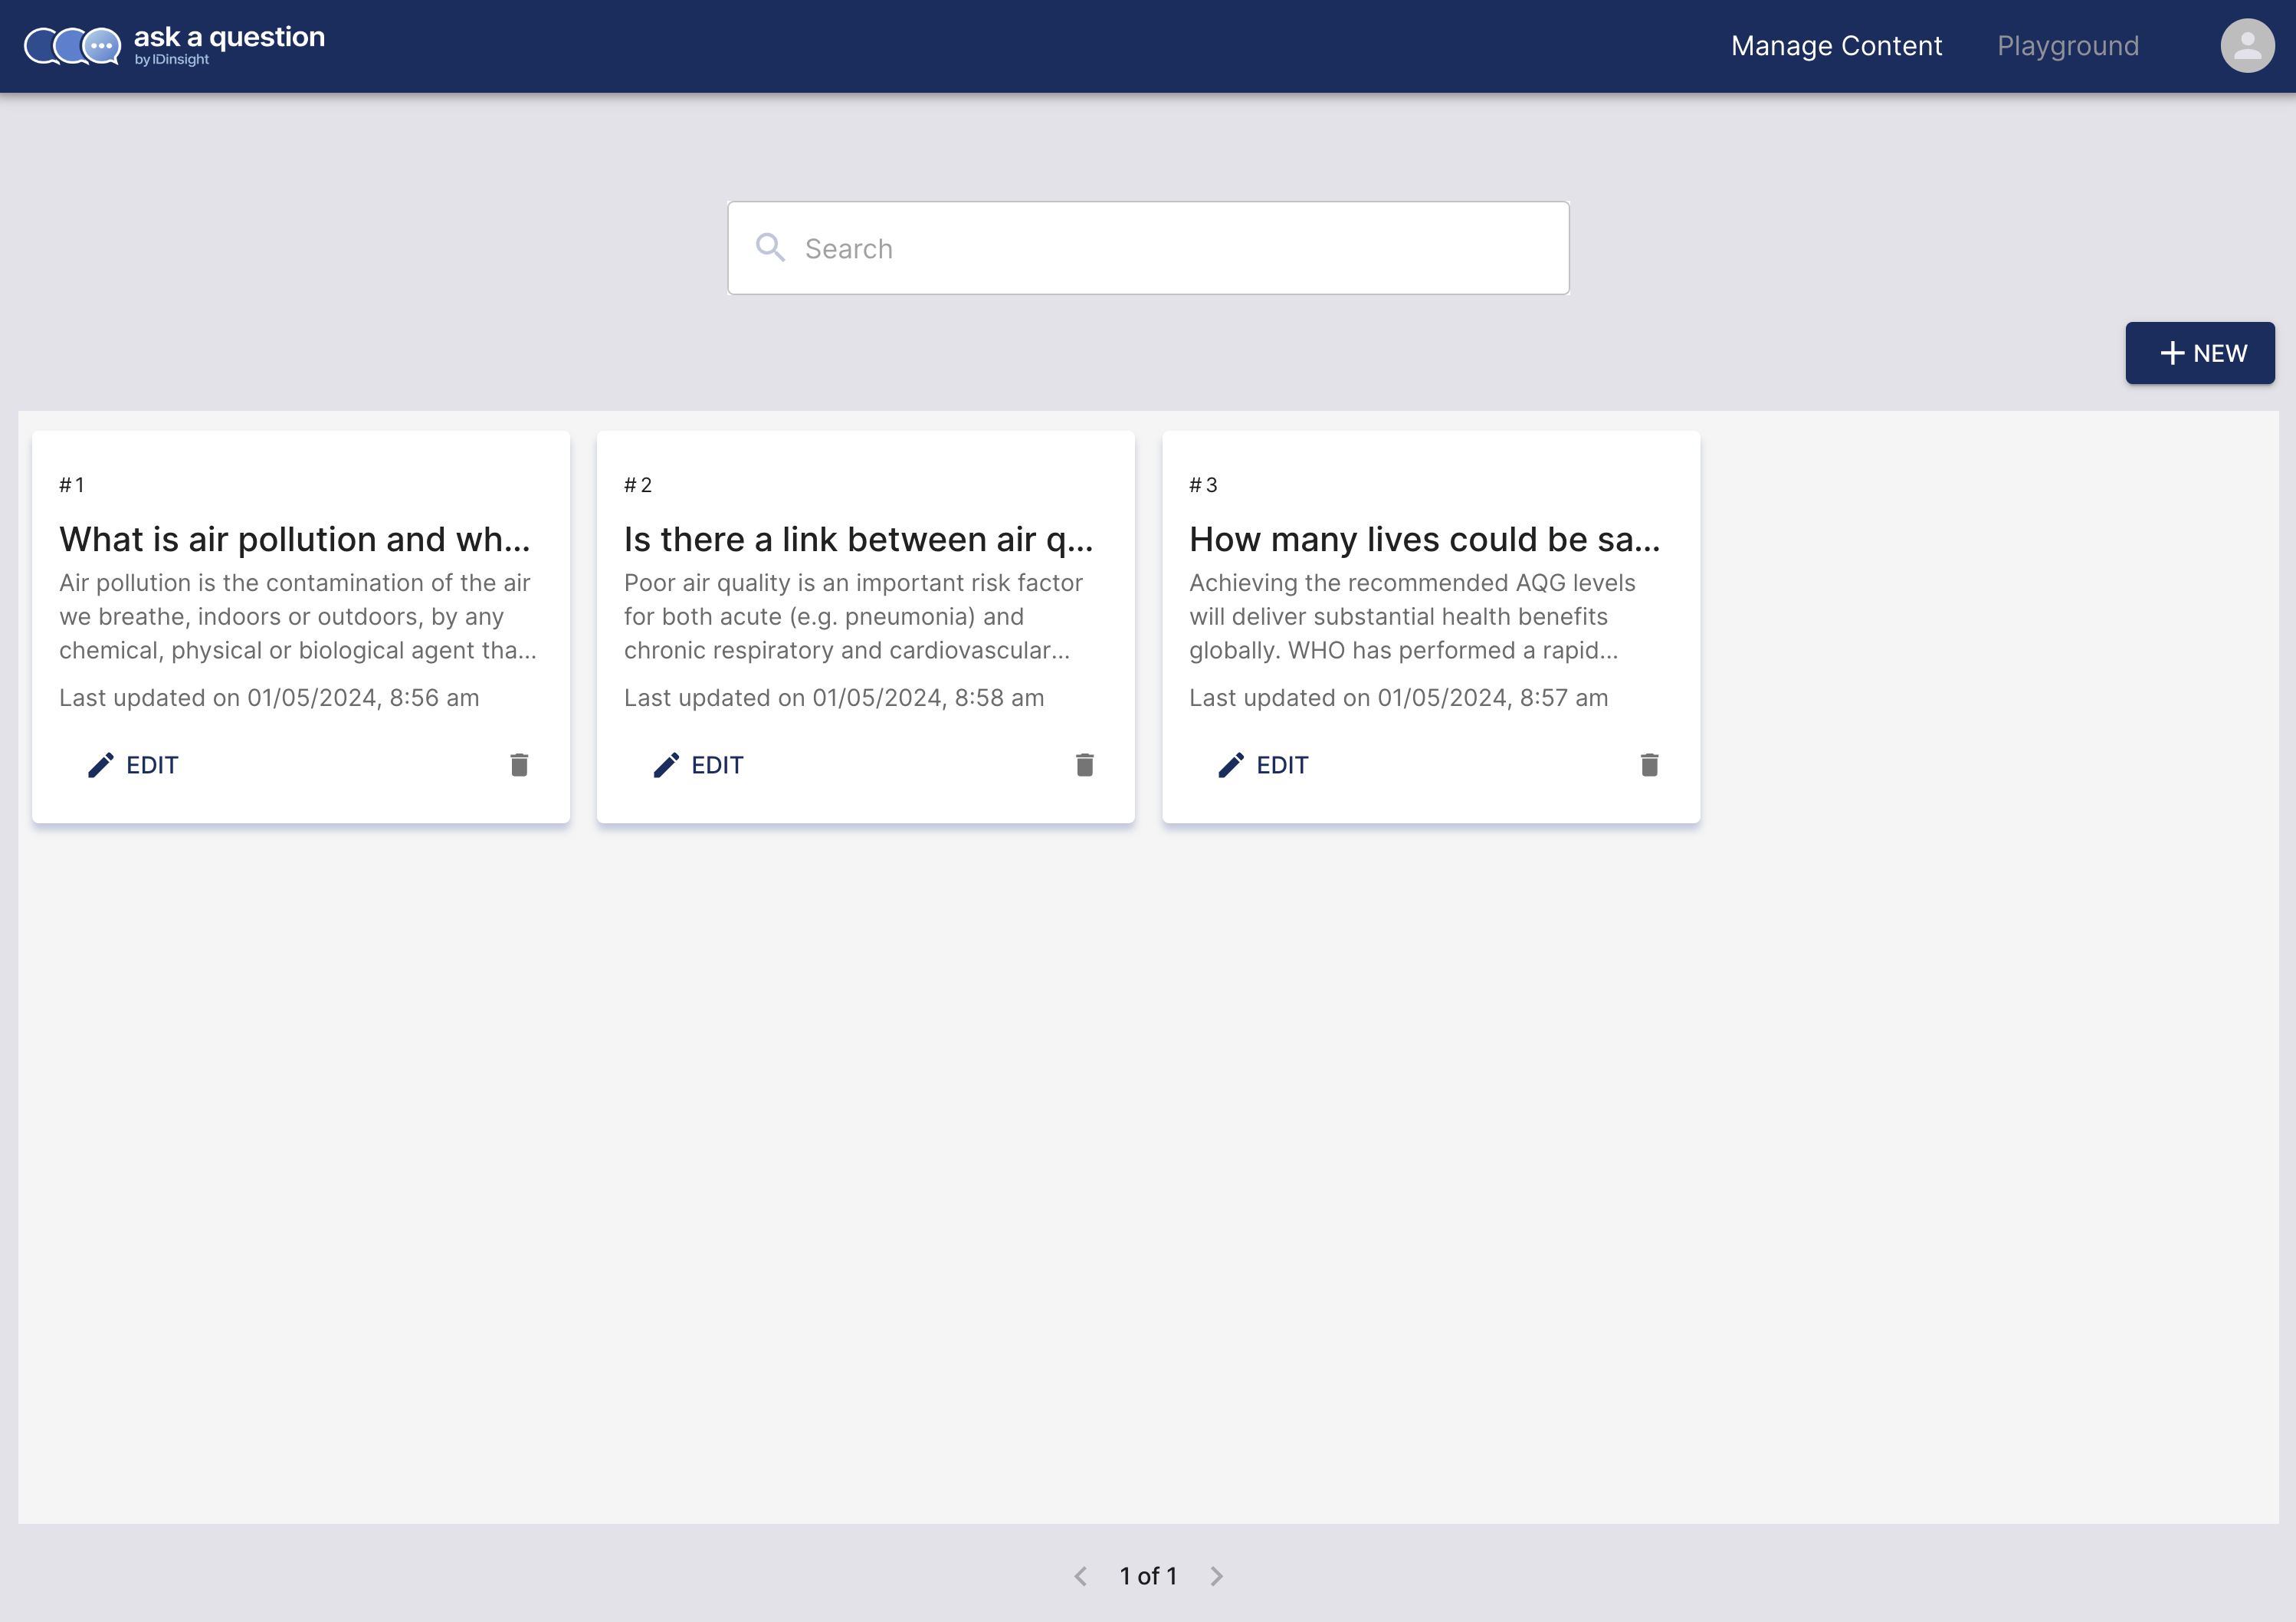 ask a question
by IDinsight
Manage Content
Playground
Search
NEW
#1
What is air pollution and wh...
Air pollution is the contamination of the air
we breathe, indoors or outdoors, by any
chemical, physical or biological agent tha...
Last updated on 01/05/2024, 8:56 am
EDIT
#2
Is there a link between air q...
Poor air quality is an important risk factor
for both acute (e.g. pneumonia) and
chronic respiratory and cardiovascular...
Last updated on 01/05/2024, 8:58 am
EDIT
#3
How many lives could be sa...
Achieving the recommended AQG levels
will deliver substantial health benefits
globally. WHO has performed a rapid...
Last updated on 01/05/2024, 8:57 am
EDIT
1 of 1